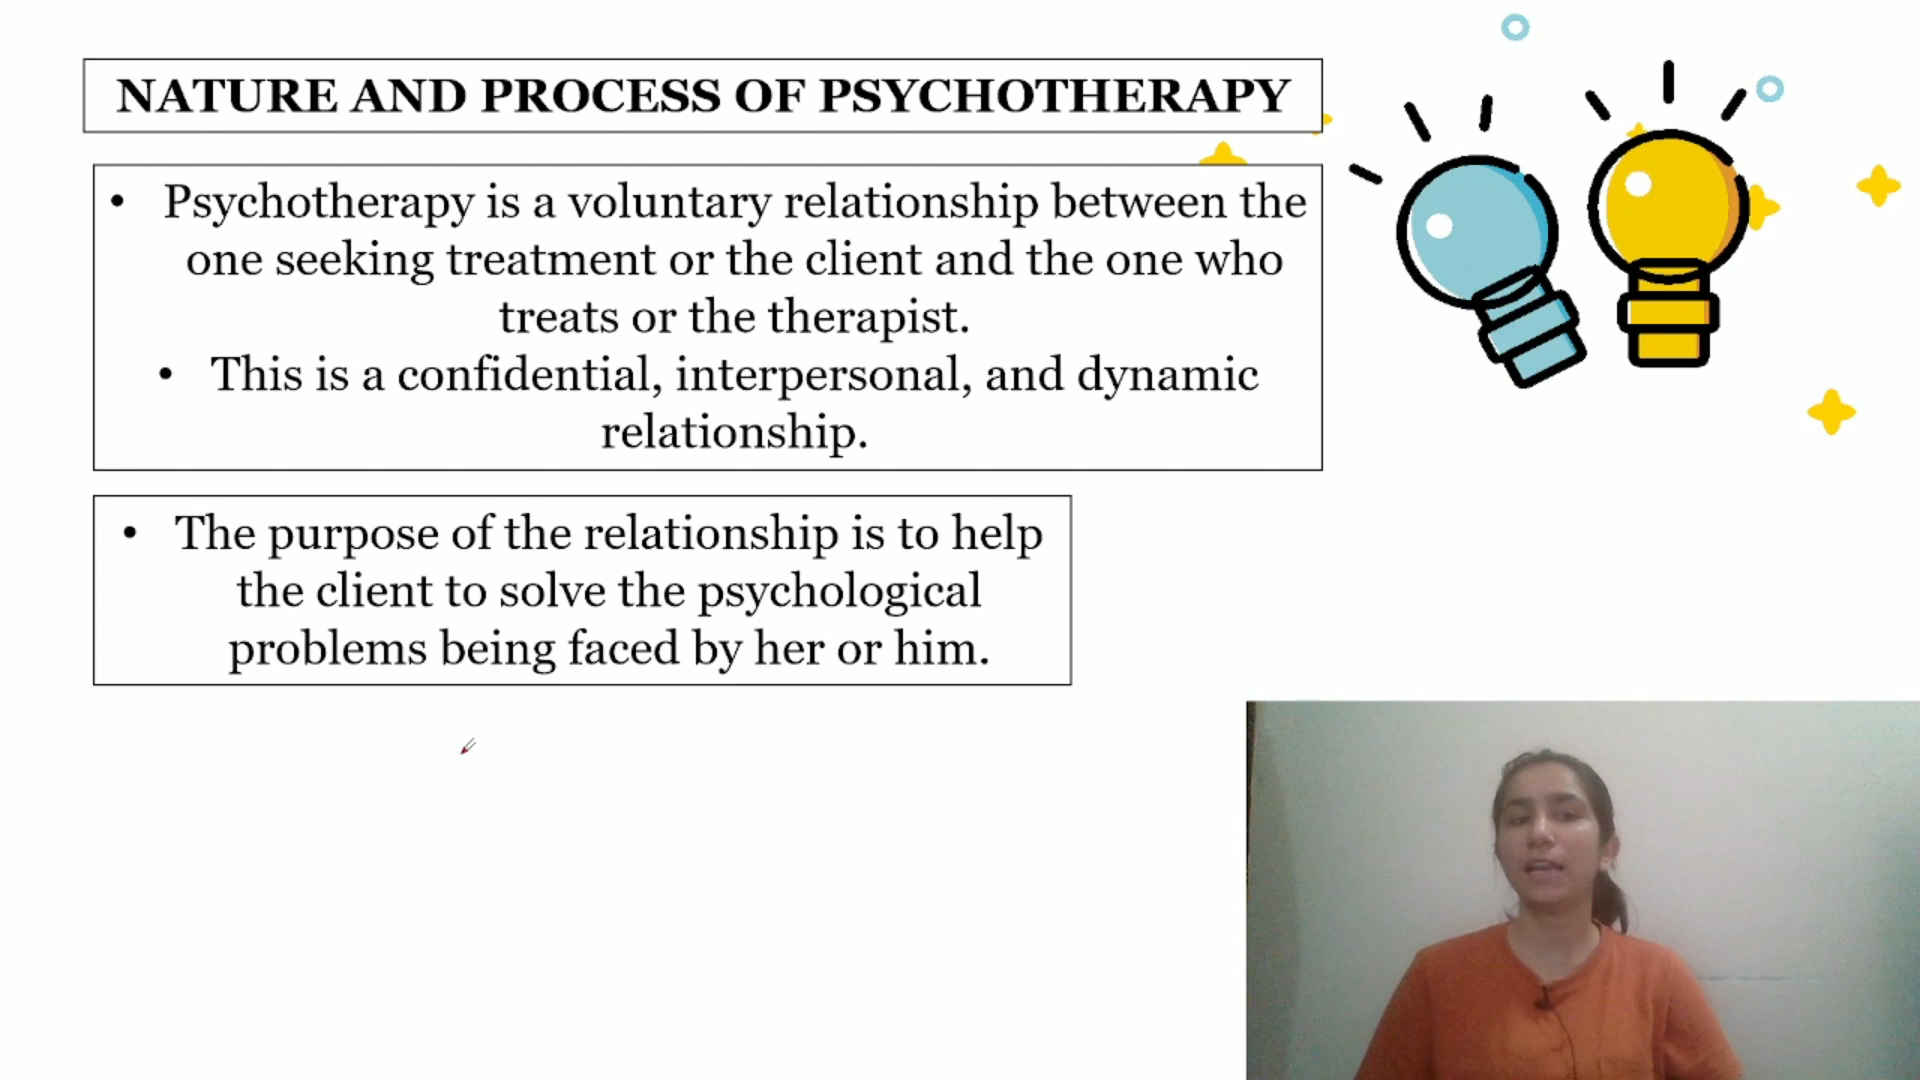 NATURE AND PROCESS OF PSYCHOTHERAPY
• Psychotherapy is a voluntary relationship between the
one seeking treatment or the client and the one who
treats or the therapist.
• This is a confidential, interpersonal, and dynamic
relationship.
• The purpose of the relationship is to help
the client to solve the psychological
problems being faced by her or him.